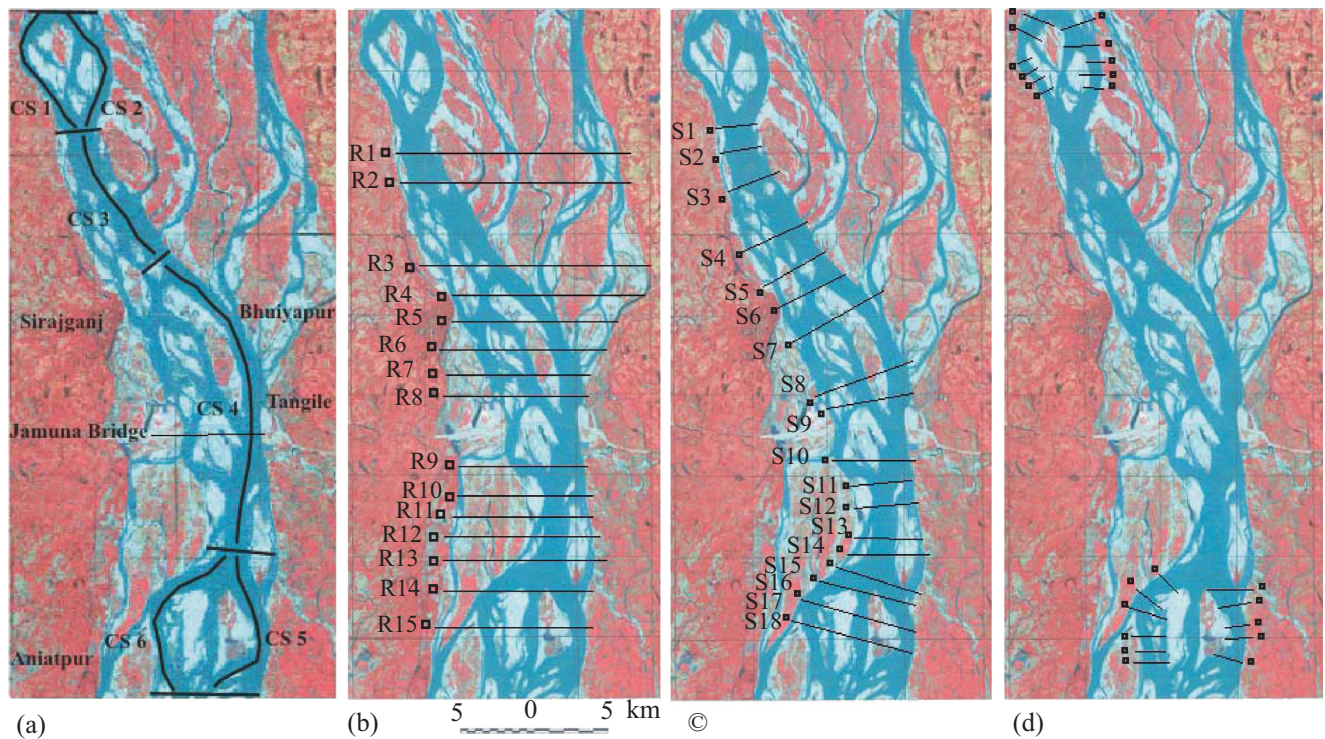 CS 1
CS 2
CS 3
Sirajganj
Bhuiyapur
CS 4
Tangile
Jamuna Bridge
CS 6
CS 5
Aniatpur
(a)
R1
R2
R3
R4
R5
R6
R7
R8
R9
R10
R11
R12
R13
R14
R15
(b)
5 0 5 km
S1
S2
S3
S4
S5
S6
S7
S8
S9
S10
S11
S12
S13
S14
S15
S16
S17
S18
©
(d)